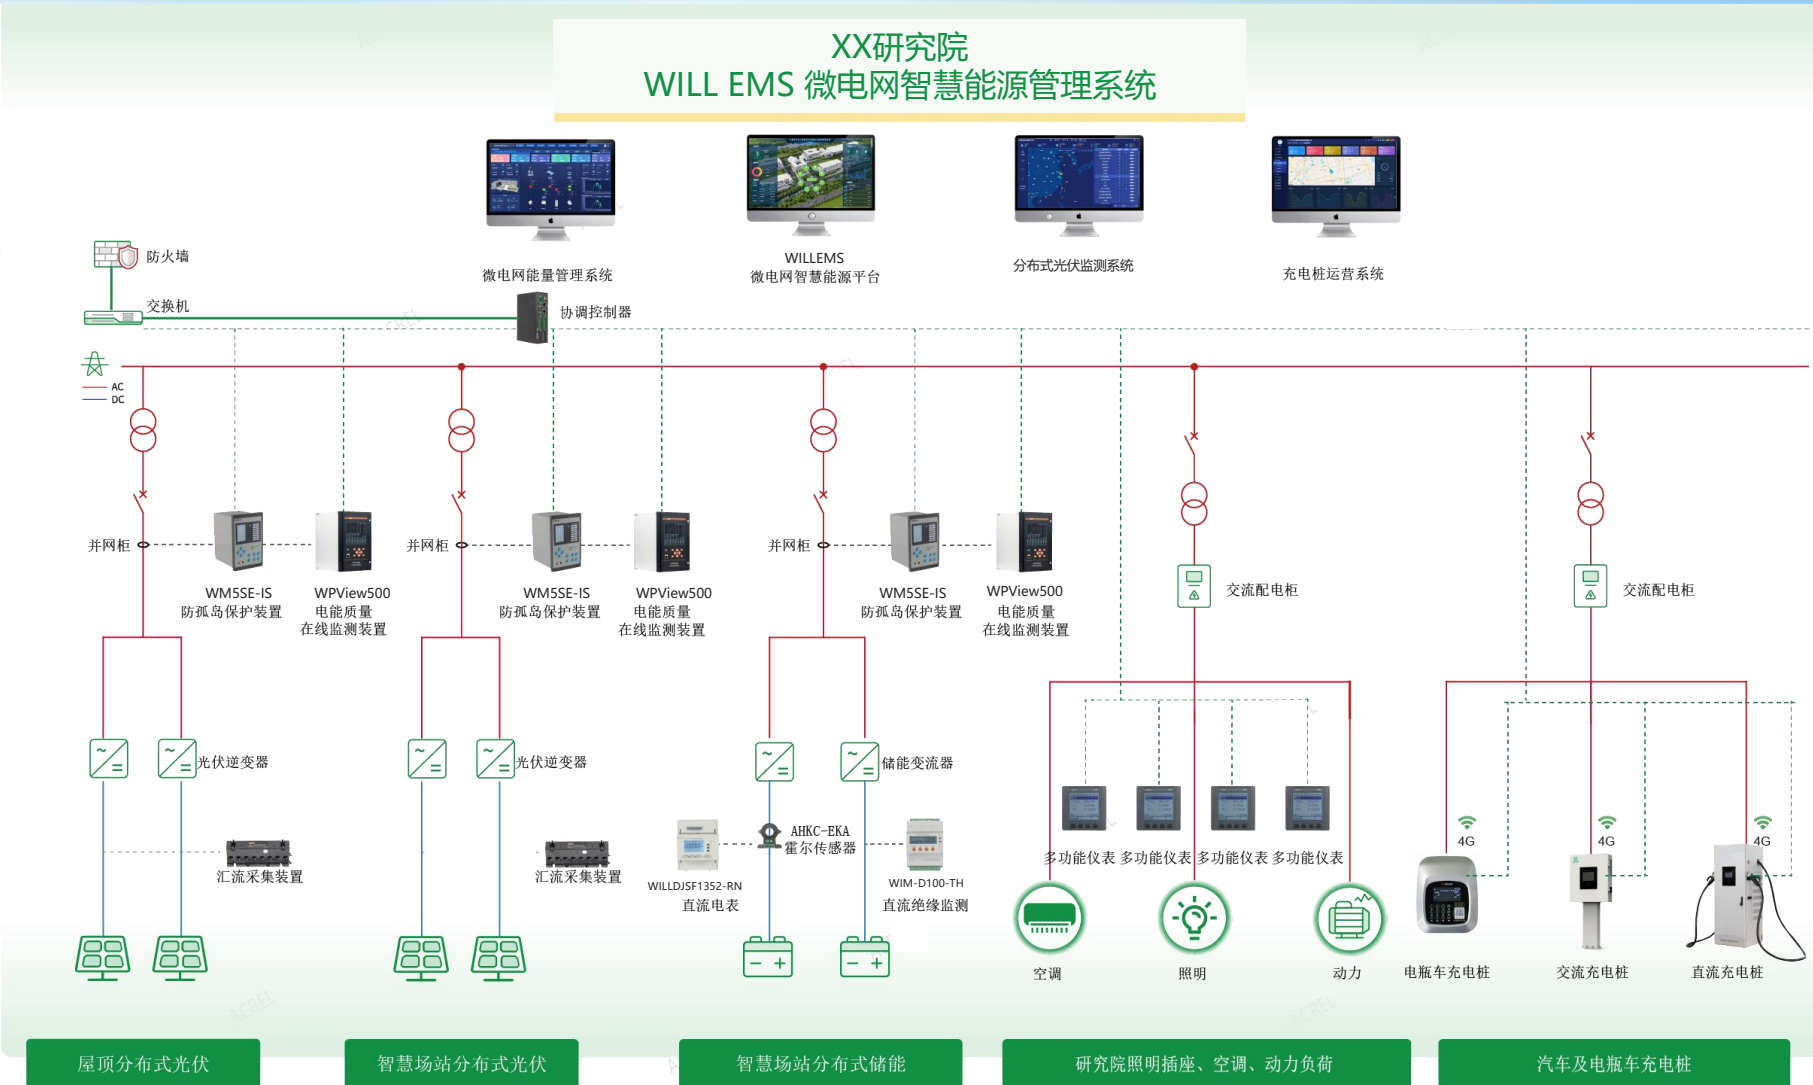 XX研究院
WILL EMS 微电网智慧能源管理系统
微电网能量管理系统
WILLEMS
微电网智慧能源平台
分布式光伏监测系统
充电桩运营系统
防火墙
交换机
协调控制器
AC
DC
并网柜
WM5SE-IS
防孤岛保护装置
WPView500
电能质量
在线监测装置
并网柜
WM5SE-IS
防孤岛保护装置
WPView500
电能质量
在线监测装置
并网柜
WM5SE-IS
防孤岛保护装置
WPView500
电能质量
在线监测装置
交流配电柜
交流配电柜
光伏逆变器
光伏逆变器
储能变流器
汇流采集装置
汇流采集装置
AHKC-EKA
霍尔传感器
WILLDJSF1352-RN
直流电表
WIM-D100-TH
直流绝缘监测
多功能仪表 多功能仪表 多功能仪表 多功能仪表
4G
4G
4G
空调
照明
动力
电瓶车充电桩
交流充电桩
直流充电桩
屋顶分布式光伏
智慧场站分布式光伏
智慧场站分布式储能
研究院照明插座、空调、动力负荷
汽车及电瓶车充电桩
ACREL
ACREL